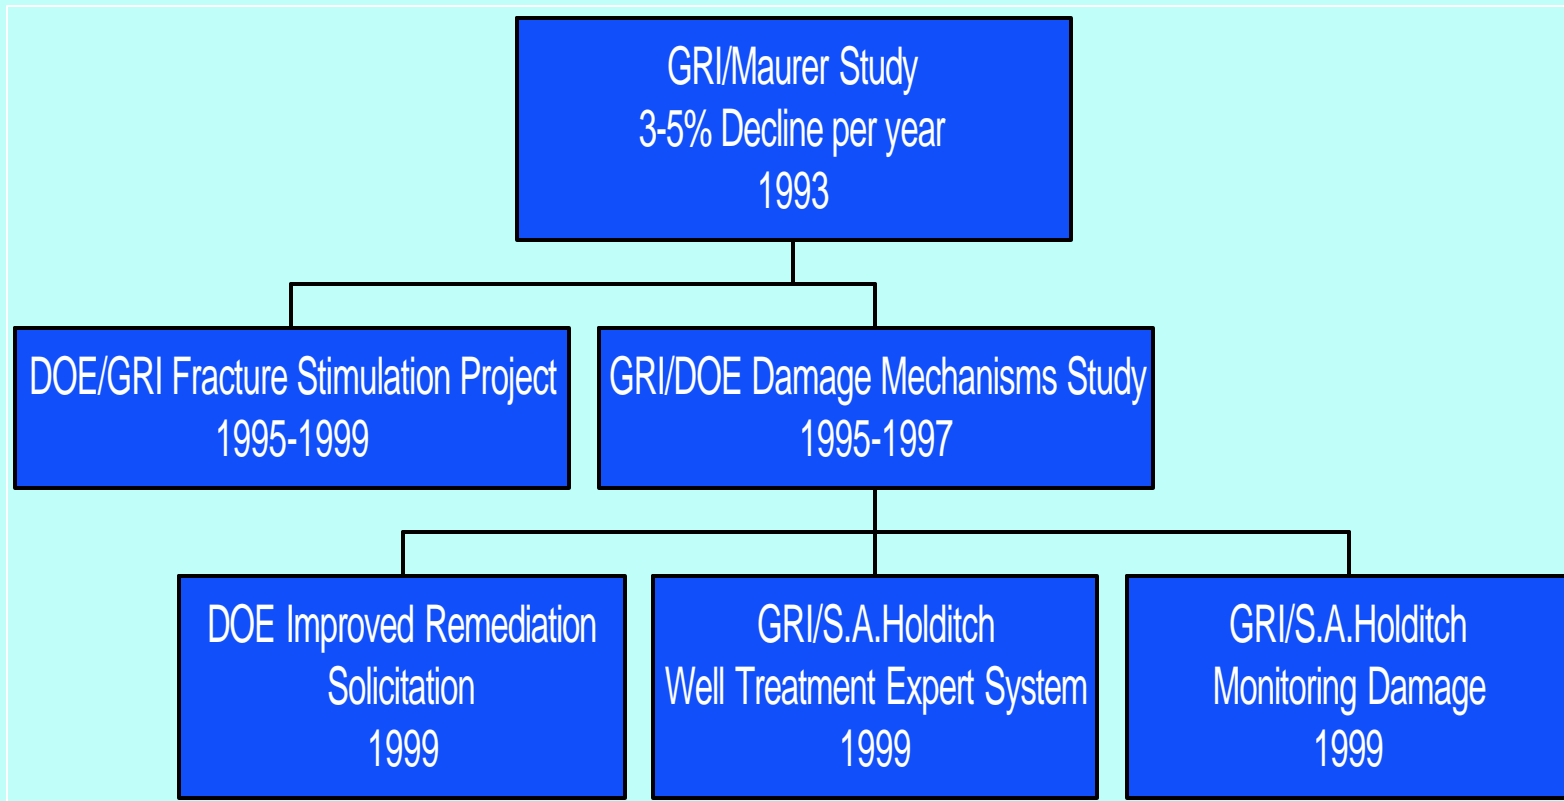 GRI/Maurer Study
3-5% Decline per year
1993
DOE/GRI Fracture Stimulation Project
1995-1999
GRI/DOE Damage Mechanisms Study
1995-1997
DOE Improved Remediation
Solicitation
1999
GRI/S.A.Holditch
Well Treatment Expert System
1999
GRI/S.A.Holditch
Monitoring Damage
1999